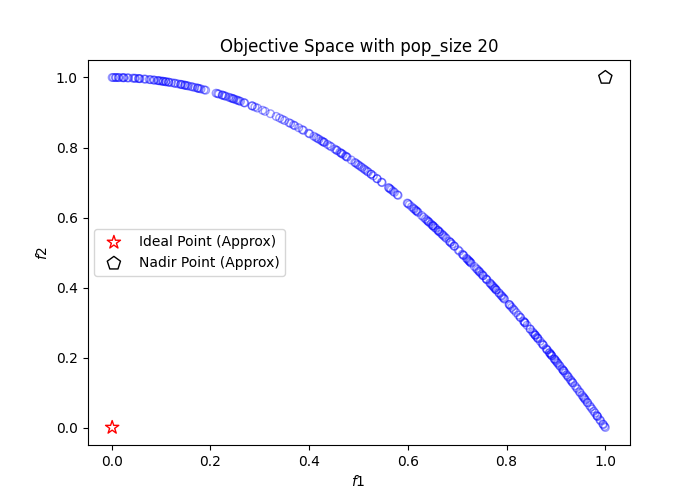 Objective Space with pop_size 20
f2
1.0
0.8
0.6
0.4
0.2
0.0
Ideal Point (Approx)
Nadir Point (Approx)
0.0 0.2 0.4 0.6 0.8 1.0
f1